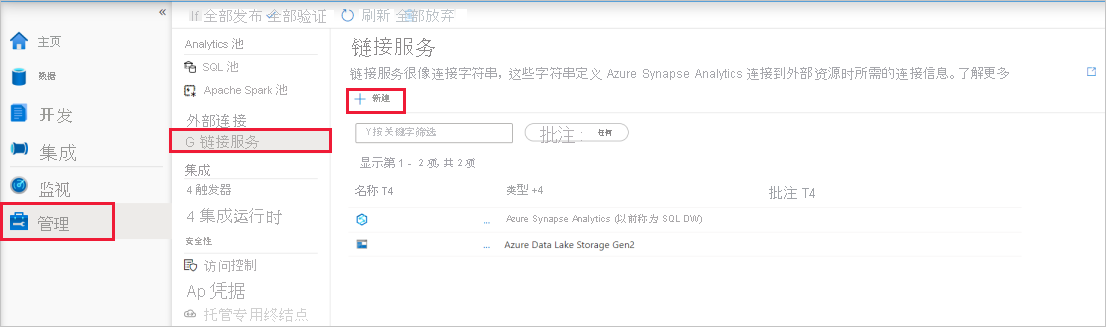 «
全部发布 全部验证 刷新 全部放弃
主页
数据
开发
集成
监视
管理
Analytics 池
SQL 池
Apache Spark 池
外部连接
G 链接服务
集成
4 触发器
4 集成运行时
安全性
访问控制
Ap 凭据
托管专用终结点
链接服务
链接服务很像连接字符串，这些字符串定义 Azure Synapse Analytics 连接到外部资源时所需的连接信息。了解更多
新建
Y按关键字筛选
批注 : 任何
显示第 1 - 2 项, 共 2 项
名称 T4 类型 +4 批注 T4
... Azure Synapse Analytics (以前称为 SQL DW)
... Azure Data Lake Storage Gen2